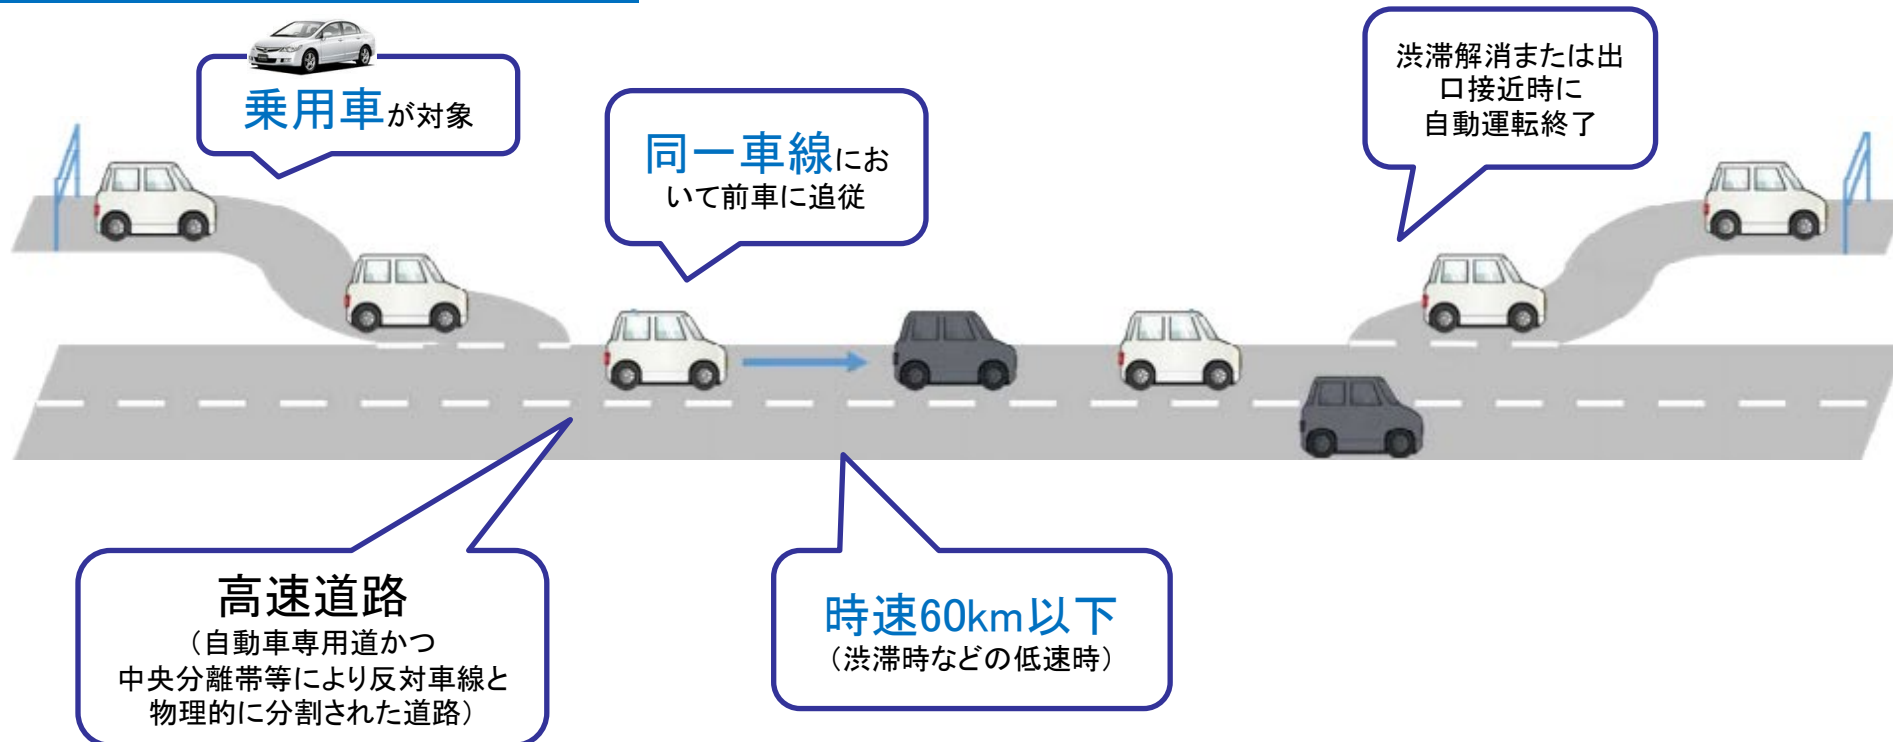 乗用車が対象
同一車線にお
いて前車に追従
渋滞解消または出
口接近時に
自動運転終了
高速道路
（自動車専用道かつ
中央分離帯等により反対車線と
物理的に分割された道路）
時速60km以下
（渋滞時などの低速時）